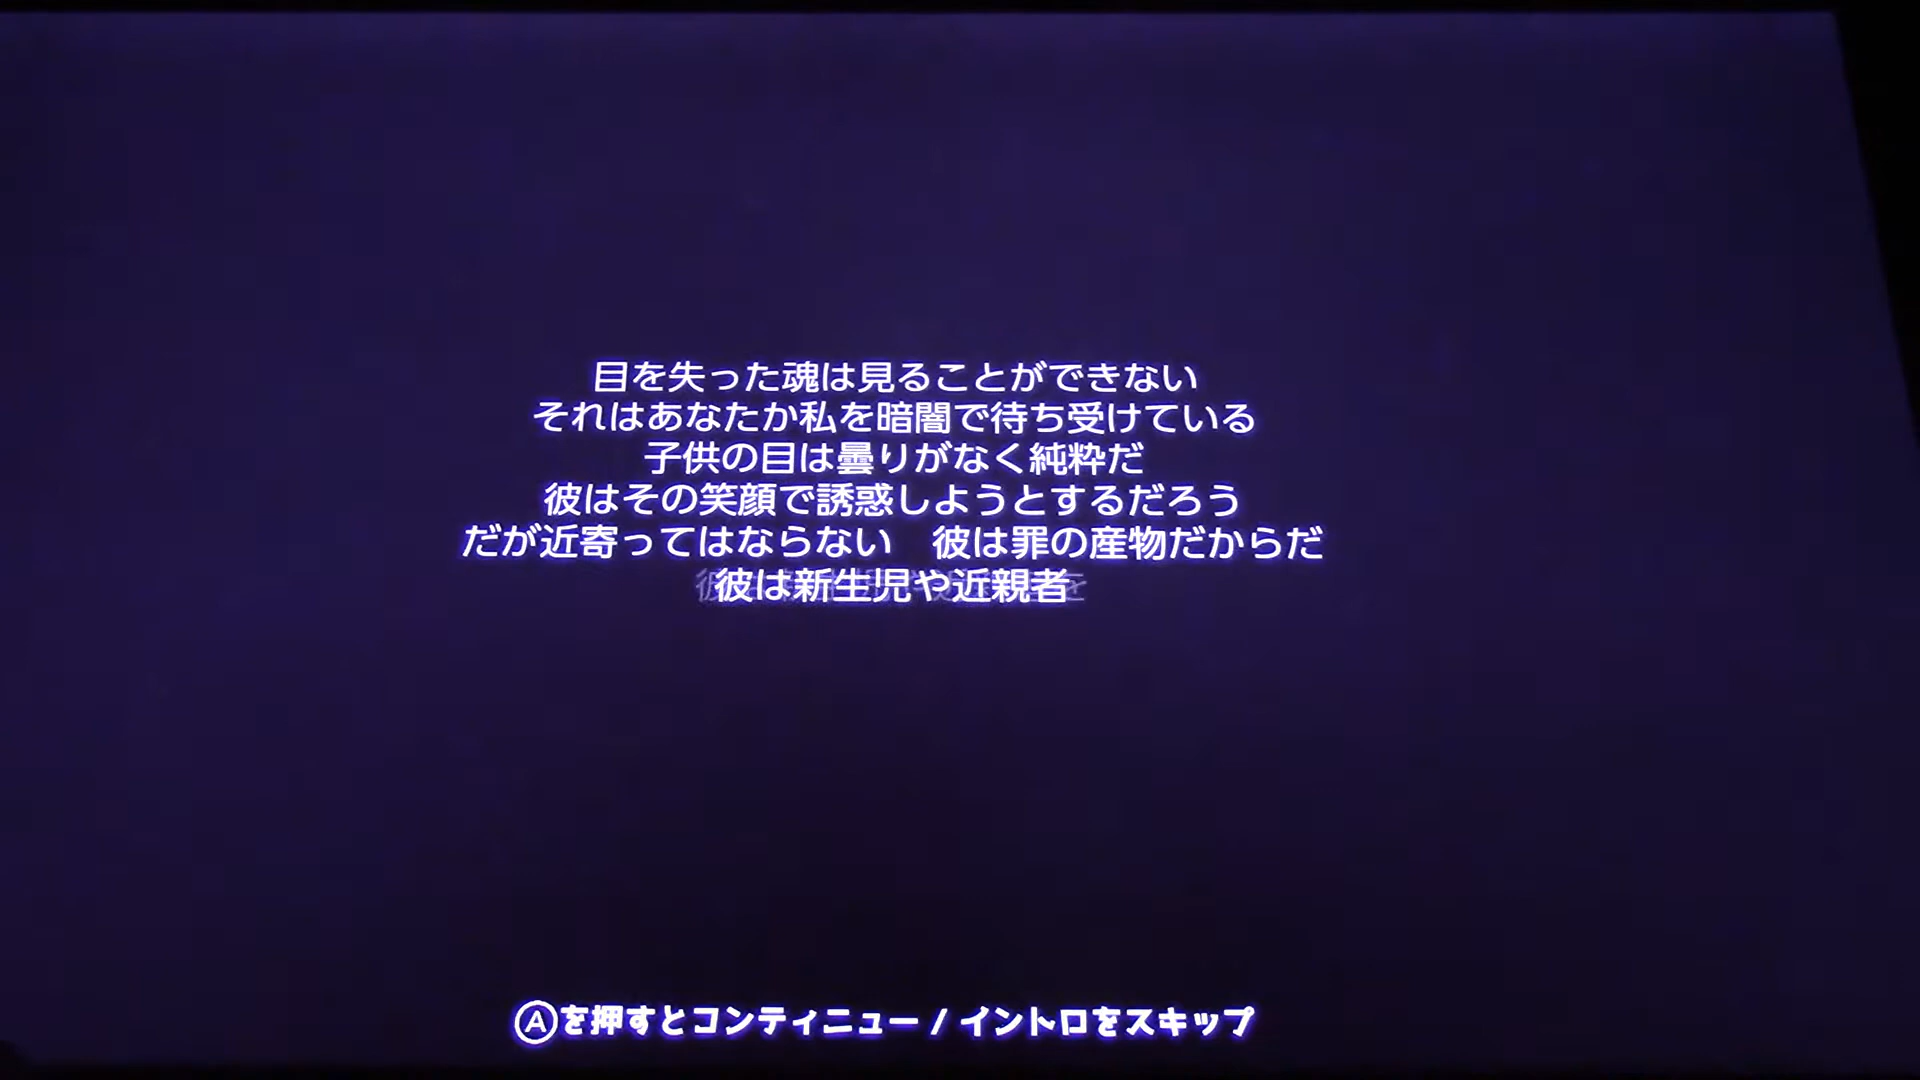 目を失った魂は見ることができない
それはあなたか私を暗闇で待ち受けている
子供の目は曇りがなく純粋だ
彼はその笑顔で誘惑しようとするだろう
だが近寄ってはならない　彼は罪の産物だからだ
彼は新生児や近親者を
Ⓐを押すとコンティニュー / イントロをスキップ